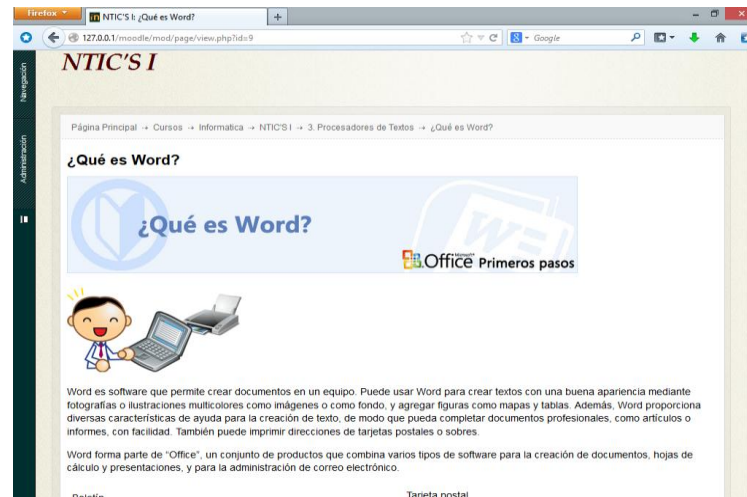 Firefox
NTIC'S I: ¿Qué es Word?
127.0.0.1/moodle/mod/page/view.php?id=9
Google
NTIC'S I
Navegación
Administración
Página Principal → Cursos → Informatica → NTIC'S I → 3. Procesadores de Textos → ¿Qué es Word?
¿Qué es Word?
¿Qué es Word?
Microsoft
Office Primeros pasos
Word es software que permite crear documentos en un equipo. Puede usar Word para crear textos con una buena apariencia mediante
fotografías o ilustraciones multicolores como imágenes o como fondo, y agregar figuras como mapas y tablas. Además, Word proporciona
diversas características de ayuda para la creación de texto, de modo que pueda completar documentos profesionales, como artículos o
informes, con facilidad. También puede imprimir direcciones de tarjetas postales o sobres.
Word forma parte de "Office", un conjunto de productos que combina varios tipos de software para la creación de documentos, hojas de
cálculo y presentaciones, y para la administración de correo electrónico.
Boletín
Tarjeta postal